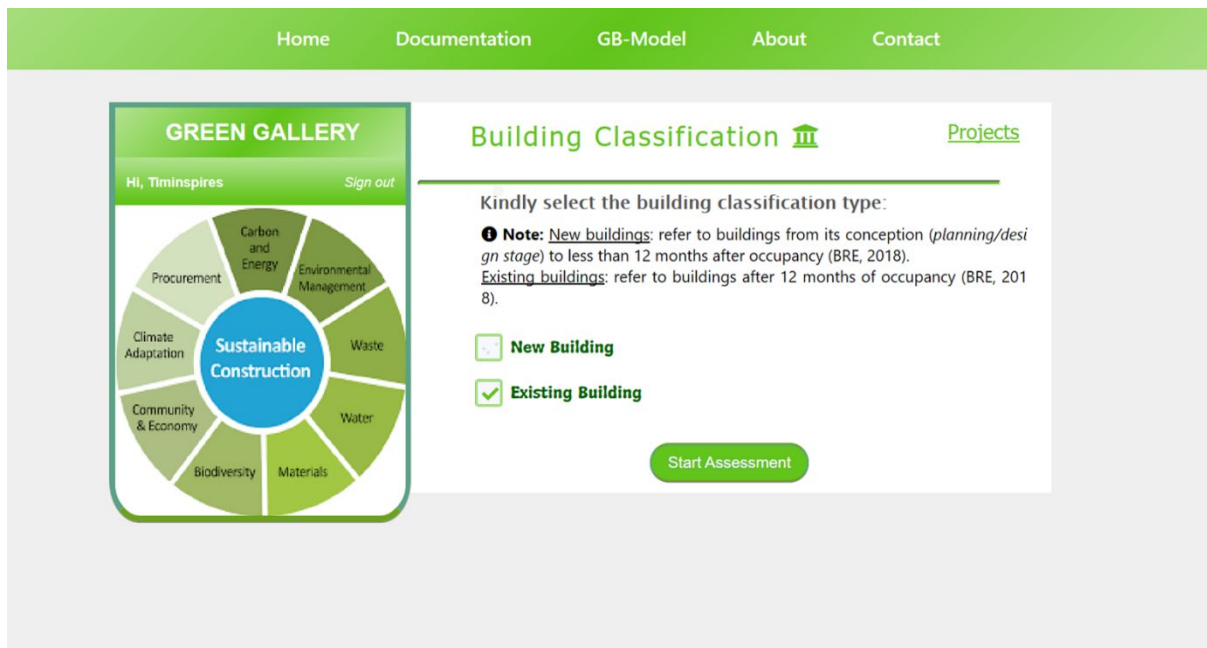 Home Documentation GB-Model About Contact
GREEN GALLERY
Hi, Timinspires Sign out
Carbon
and
Energy
Environmental
Management
Waste
Water
Materials
Biodiversity
Community
& Economy
Climate
Adaptation
Procurement
Sustainable
Construction
Building Classification Projects
Kindly select the building classification type:
Note: New buildings: refer to buildings from its conception (planning/desi
gn stage) to less than 12 months after occupancy (BRE, 2018).
Existing buildings: refer to buildings after 12 months of occupancy (BRE, 201
8).
New Building
Existing Building
Start Assessment